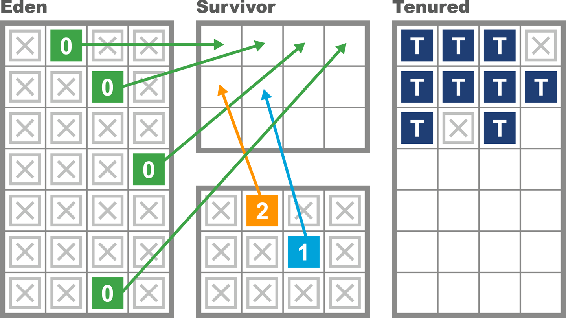 Eden Survivor Tenured
0 T T T
0 T T T T
T T
0
2
1
0